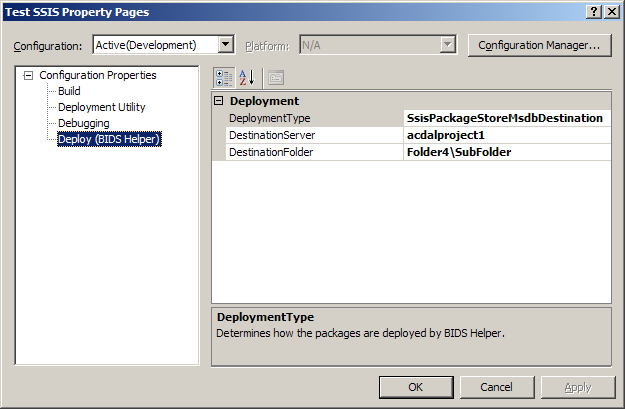 Test SSIS Property Pages
Configuration: Active(Development) Platform: N/A Configuration Manager...
Configuration Properties
Build
Deployment Utility
Debugging
Deploy (BIDS Helper)
Deployment
DeploymentType SsisPackageStoreMsdbDestination
DestinationServer acdalproject1
DestinationFolder Folder4\SubFolder
DeploymentType
Determines how the packages are deployed by BIDS Helper.
OK Cancel Apply